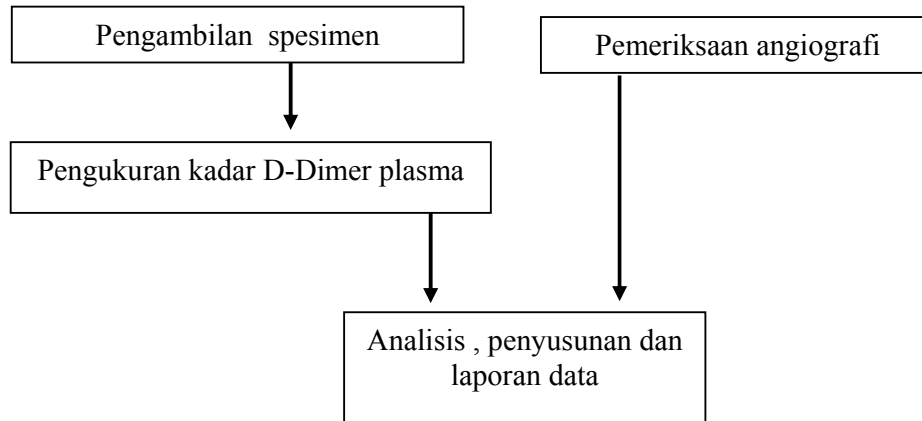 Pengambilan spesimen
Pemeriksaan angiografi
Pengukuran kadar D-Dimer plasma
Analisis , penyusunan dan
laporan data